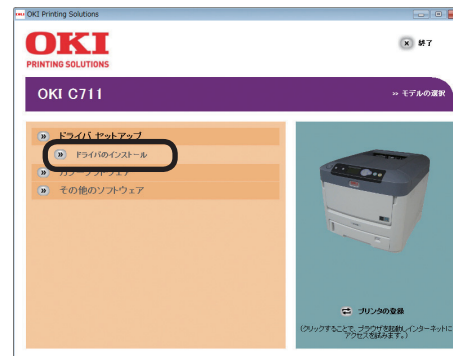 OKI Printing Solutions
OKI
PRINTING SOLUTIONS
× 終了
OKI C711
» モデルの選択
» ドライバ セットアップ
» ドライバのインストール
» カラーソフトウェア
» その他のソフトウェア
プリンタの登録
(クリックすることで、ブラウザを起動しインターネットに
アクセスを試みます。)